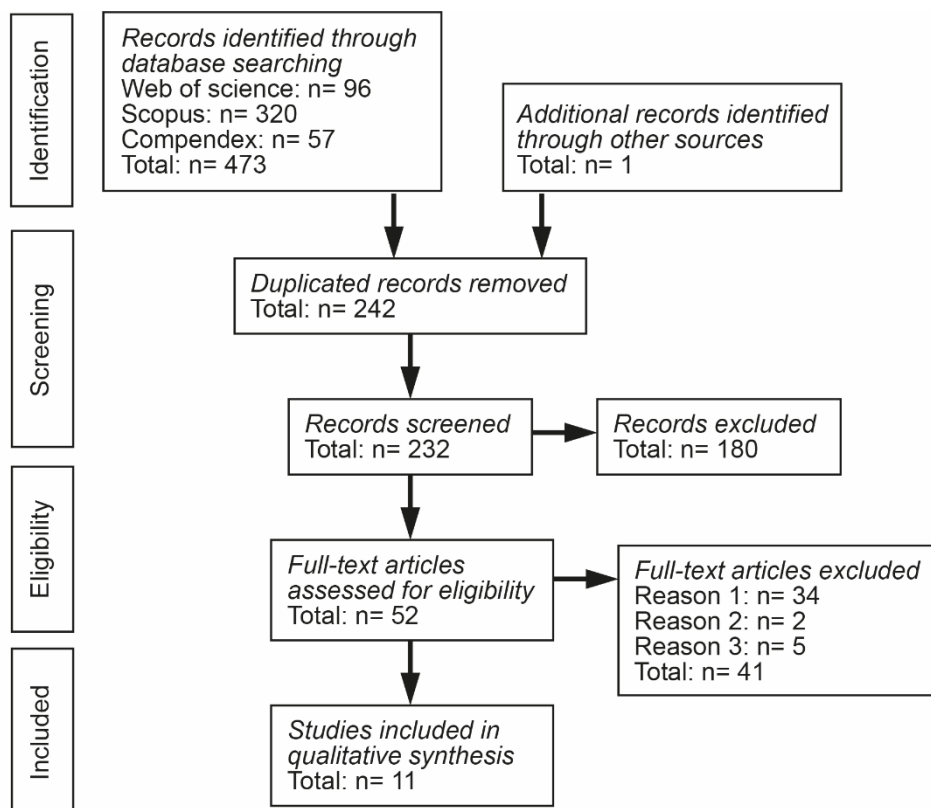 Identification
Records identified through
database searching
Web of science: n= 96
Scopus: n= 320
Compendex: n= 57
Total: n= 473
Additional records identified
through other sources
Total: n= 1
Screening
Duplicated records removed
Total: n= 242
Records screened
Total: n= 232
Records excluded
Total: n= 180
Eligibility
Full-text articles
assessed for eligibility
Total: n= 52
Full-text articles excluded
Reason 1: n= 34
Reason 2: n= 2
Reason 3: n= 5
Total: n= 41
Included
Studies included in
qualitative synthesis
Total: n= 11